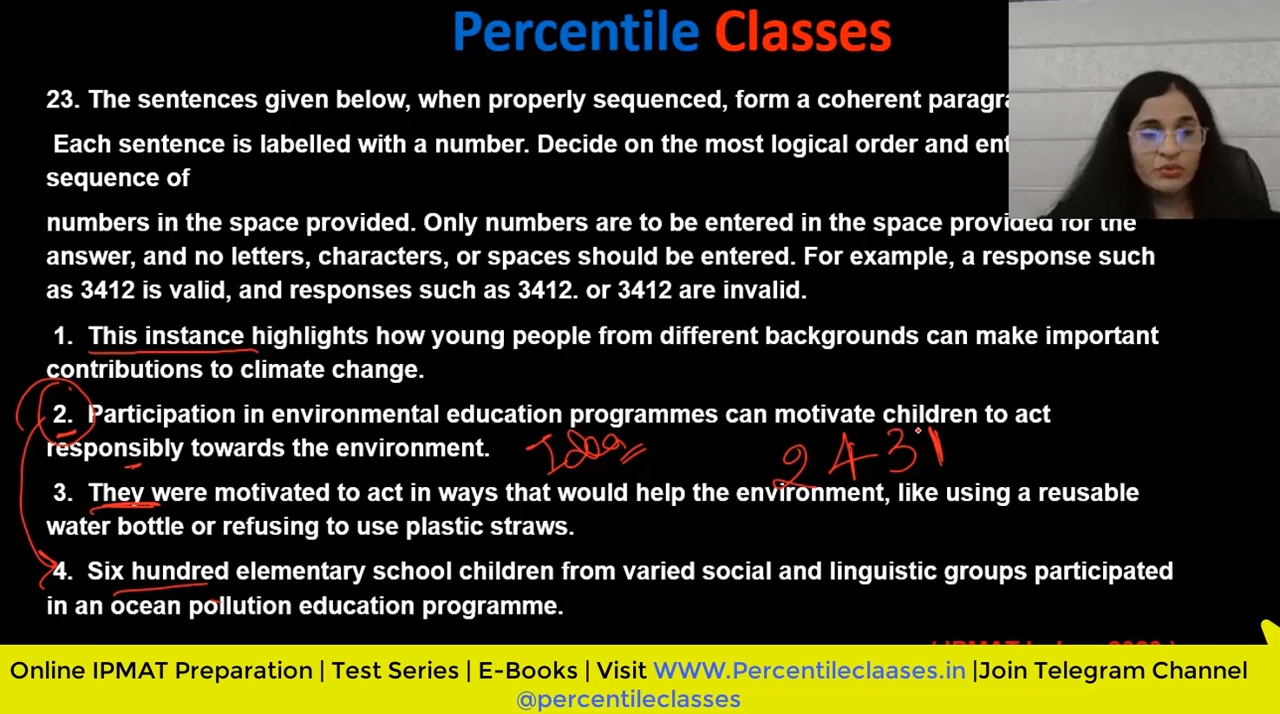 Percentile Classes
23. The sentences given below, when properly sequenced, form a coherent
Each sentence is labelled with a number. Decide on the most logical order and
sequence of
numbers in the space provided. Only numbers are to be entered in the space provided for the
answer, and no letters, characters, or spaces should be entered. For example, a response such
as 3412 is valid, and responses such as 3412. or 3412 are invalid.
1. This instance highlights how young people from different backgrounds can make important
contributions to climate change.
2. Participation in environmental education programmes can motivate children to act
responsibly towards the environment.
Idea
2431
3. They were motivated to act in ways that would help the environment, like using a reusable
water bottle or refusing to use plastic straws.
4. Six hundred elementary school children from varied social and linguistic groups participated
in an ocean pollution education programme.
Online IPMAT Preparation | Test Series | E-Books | Visit WWW.Percentileclaases.in |Join Telegram Channel
@percentileclasses